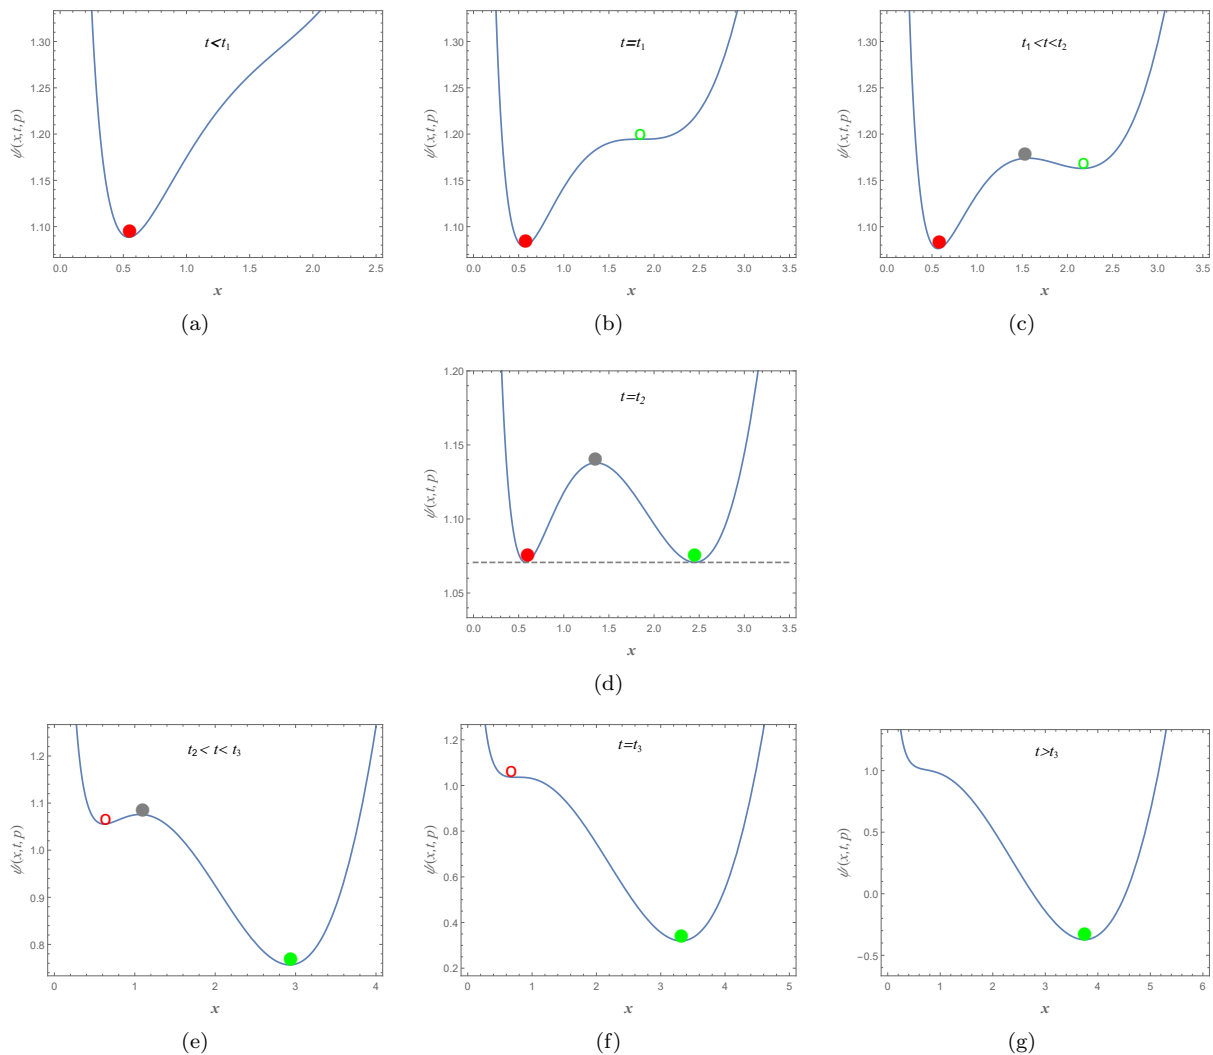 t<t1
ψ(x,t,p)
1.30
1.25
1.20
1.15
1.10
0.0 0.5 1.0 1.5 2.0 2.5
x
(a)
t=t1
ψ(x,t,p)
1.30
1.25
1.20
1.15
1.10
0.0 0.5 1.0 1.5 2.0 2.5 3.0 3.5
x
(b)
t1<t<t2
ψ(x,t,p)
1.30
1.25
1.20
1.15
1.10
0.0 0.5 1.0 1.5 2.0 2.5 3.0 3.5
x
(c)
t=t2
ψ(x,t,p)
1.20
1.15
1.10
1.05
0.0 0.5 1.0 1.5 2.0 2.5 3.0 3.5
x
(d)
t2< t< t3
ψ(x,t,p)
1.2
1.1
1.0
0.9
0.8
0 1 2 3 4
x
(e)
t=t3
ψ(x,t,p)
1.2
1.0
0.8
0.6
0.4
0.2
0 1 2 3 4 5
x
(f)
t>t3
ψ(x,t,p)
1.0
0.5
0.0
-0.5
0 1 2 3 4 5 6
x
(g)